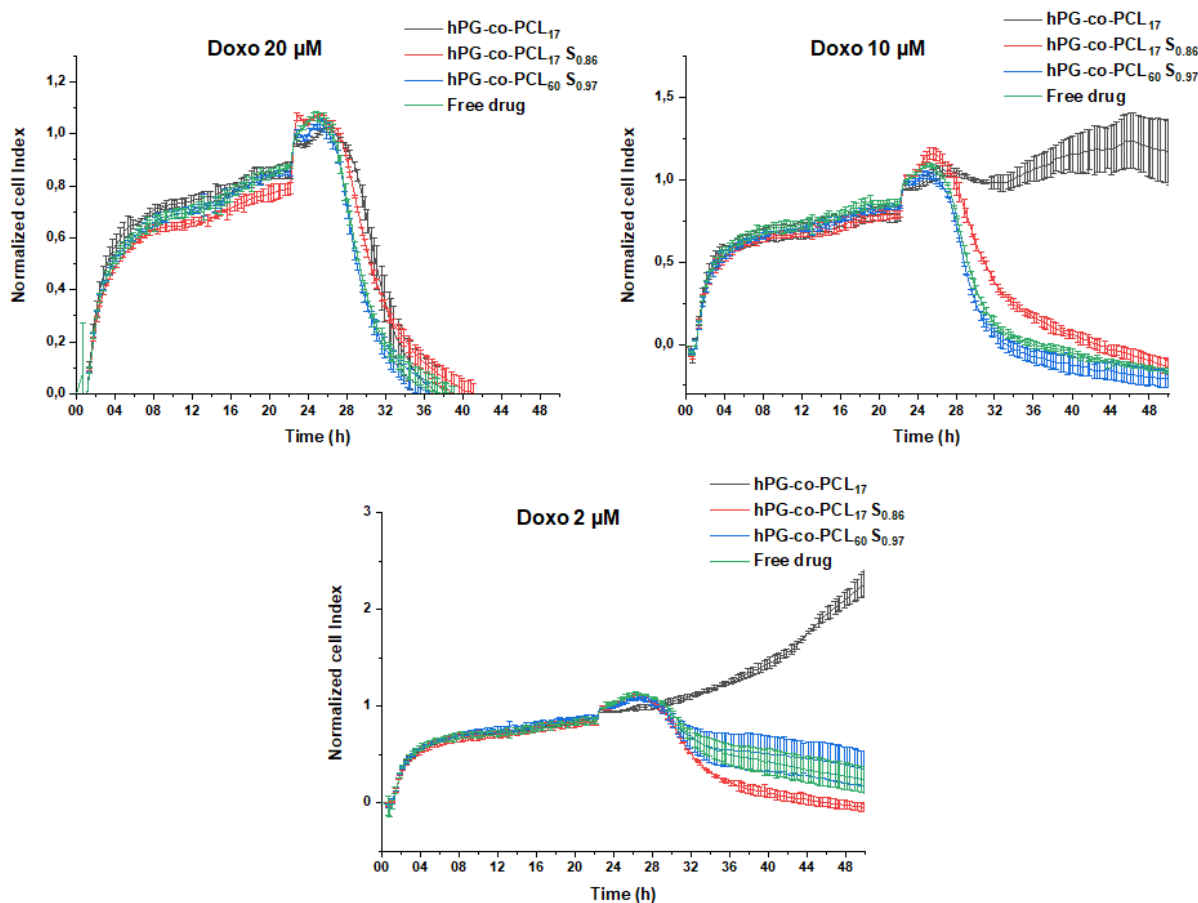 Doxo 20 µM
hPG-co-PCL17
hPG-co-PCL17 S0.86
hPG-co-PCL60 S0.97
Free drug
Normalized cell Index
1,2
1,0
0,8
0,6
0,4
0,2
0,0
00 04 08 12 16 20 24 28 32 36 40 44 48
Time (h)
Doxo 10 µM
hPG-co-PCL17
hPG-co-PCL17 S0.86
hPG-co-PCL60 S0.97
Free drug
Normalized cell Index
1,5
1,0
0,5
0,0
00 04 08 12 16 20 24 28 32 36 40 44 48
Time (h)
Doxo 2 µM
hPG-co-PCL17
hPG-co-PCL17 S0.86
hPG-co-PCL60 S0.97
Free drug
Normalized cell Index
3
2
1
0
00 04 08 12 16 20 24 28 32 36 40 44 48
Time (h)